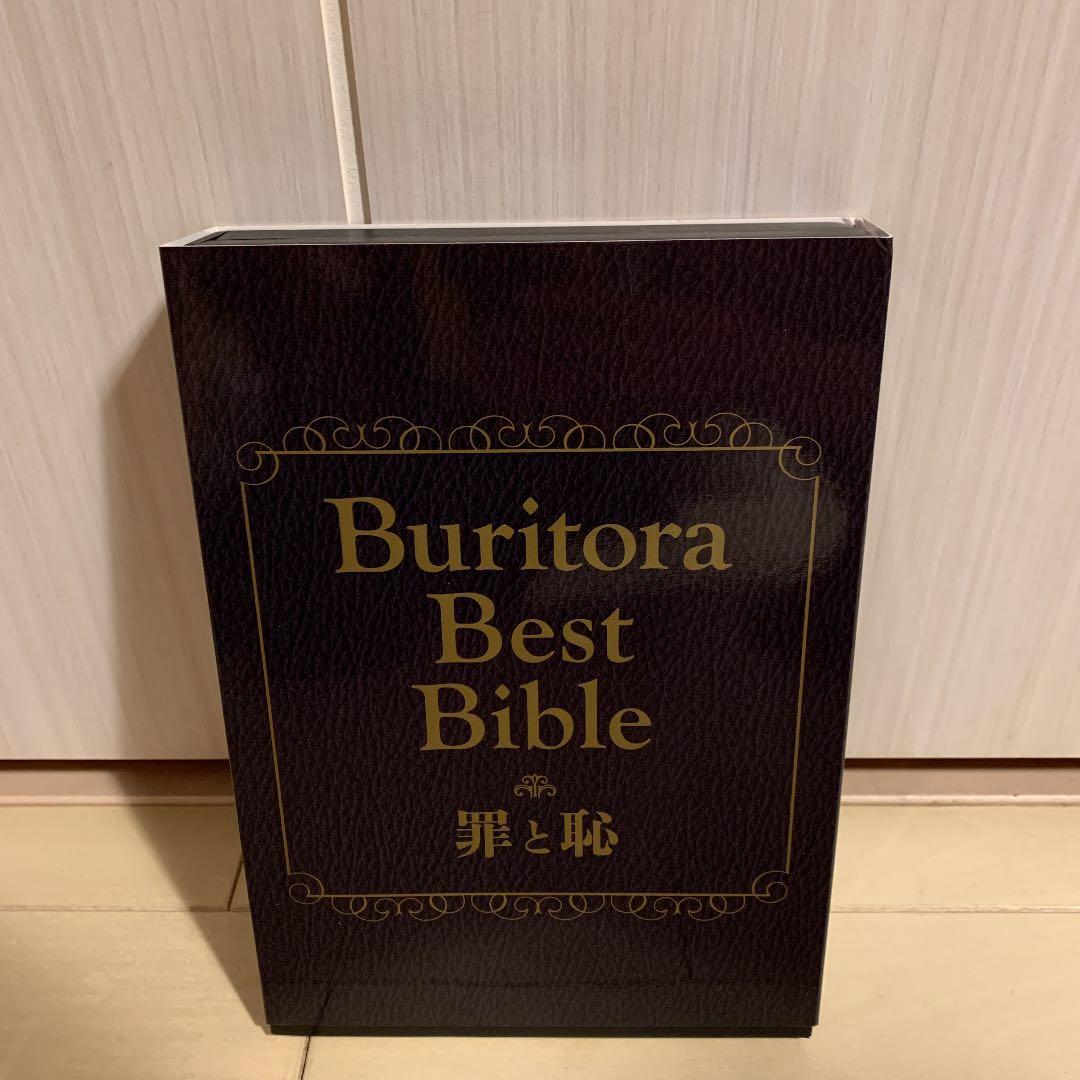 Buritora
Best
Bible
罪と恥